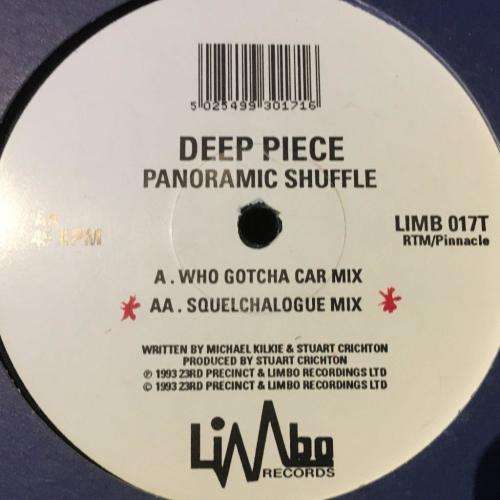 5 025499 301716
DEEP PIECE
PANORAMIC SHUFFLE
LIMB 017T
RTM/Pinnacle
RPM
A . WHO GOTCHA CAR MIX
AA . SQUELCHALOGUE MIX
WRITTEN BY MICHAEL KILKIE & STUART CRICHTON
PRODUCED BY STUART CRICHTON
℗ 1993 23RD PRECINCT & LIMBO RECORDINGS LTD
© 1993 23RD PRECINCT & LIMBO RECORDINGS LTD
Limbo
RECORDS